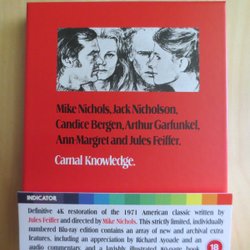 Mike Nichols, Jack Nicholson,
Candice Bergen, Arthur Garfunkel,
Ann-Margret and Jules Feiffer.
Carnal Knowledge.
INDICATOR
Definitive 4K restoration of the 1971 American classic written by
Jules Feiffer and directed by Mike Nichols. This strictly limited, individually
numbered Blu-ray edition contains an array of new and archival extra
features, including an appreciation by Richard Ayoade and an
audio commentary, and a lavishly illustrated 80-page book.
18